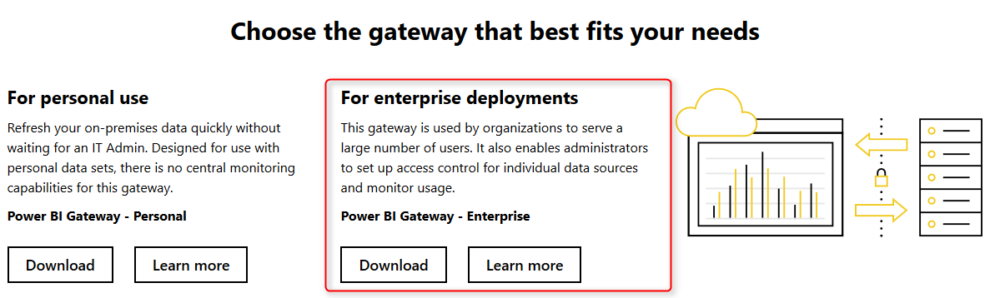 Choose the gateway that best fits your needs
For personal use
Refresh your on-premises data quickly without
waiting for an IT Admin. Designed for use with
personal data sets, there is no central monitoring
capabilities for this gateway.
Power BI Gateway - Personal
Download
Learn more
For enterprise deployments
This gateway is used by organizations to serve a
large number of users. It also enables administrators
to set up access control for individual data sources
and monitor usage.
Power BI Gateway - Enterprise
Download
Learn more